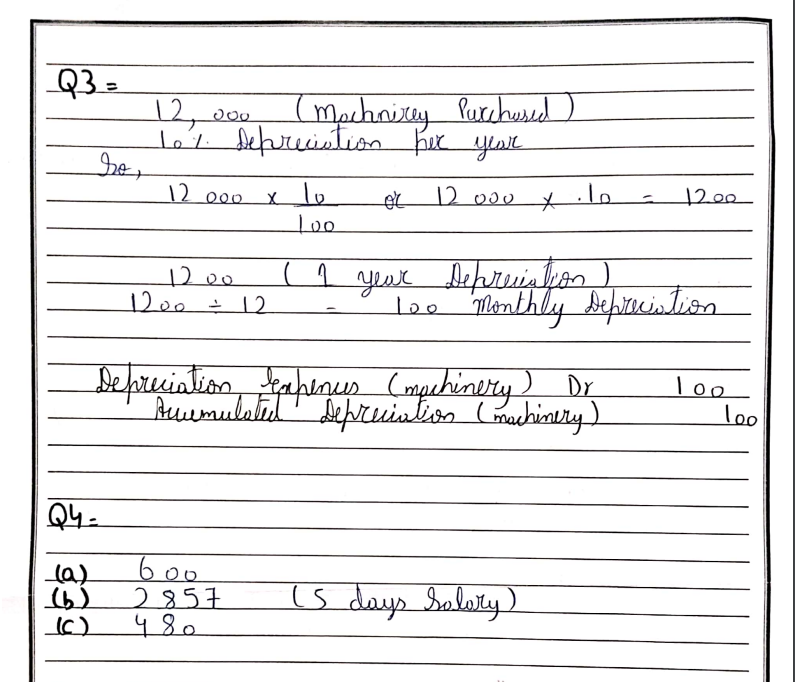 Q3 =
12, 000 (Mochnirey Purchased)
10% Depreciation per year
So,
12 000 x 10/100 or 12 000 x .10 = 1200
1200 (1 year Depreciation)
1200 ÷ 12 = 100 Monthly Depreciation
Depreciation Expenses (machinery) Dr 100
Accumulated Depreciation (machinery) 100
Q4 =
(a) 600
(b) 2857 (5 days Salary)
(c) 480